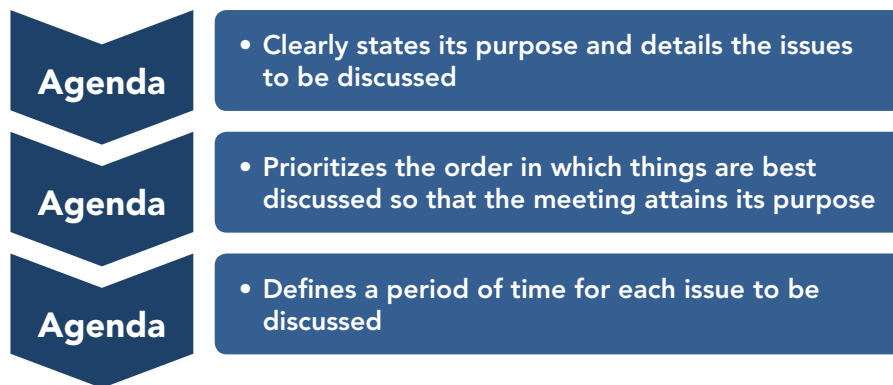 Agenda
• Clearly states its purpose and details the issues
to be discussed
Agenda
• Prioritizes the order in which things are best
discussed so that the meeting attains its purpose
Agenda
• Defines a period of time for each issue to be
discussed